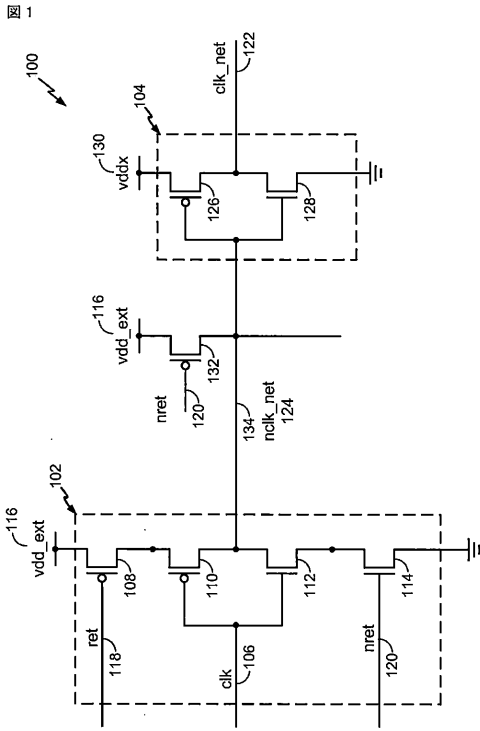 図 1
100
116
vdd_ext
102
108
110
112
114
ret
118
clk
106
nret
120
116
vdd_ext
132
nret
120
134
nclk_net
124
130
vddx
104
126
128
clk_net
122